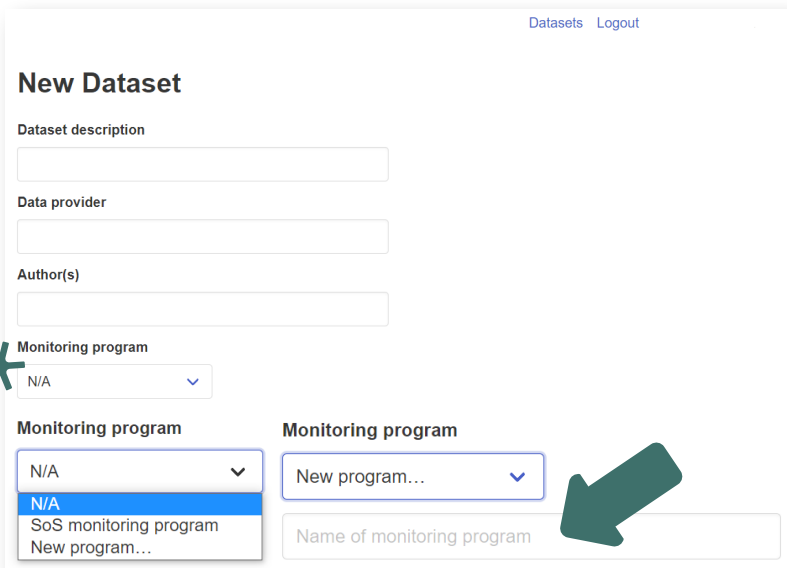 Datasets Logout
New Dataset
Dataset description
Data provider
Author(s)
Monitoring program
N/A
Monitoring program
N/A
N/A
SoS monitoring program
New program…
Monitoring program
New program…
Name of monitoring program